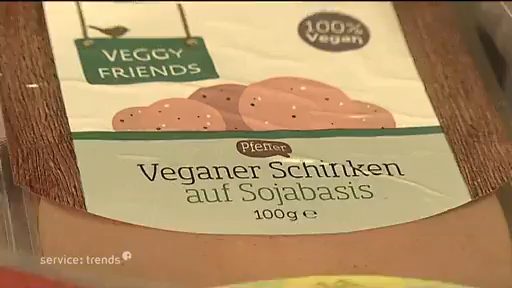 100%
Vegan
VEGGY
FRIENDS
Pfeffer
Veganer Schinken
auf Sojabasis
100g ℮
service: trends